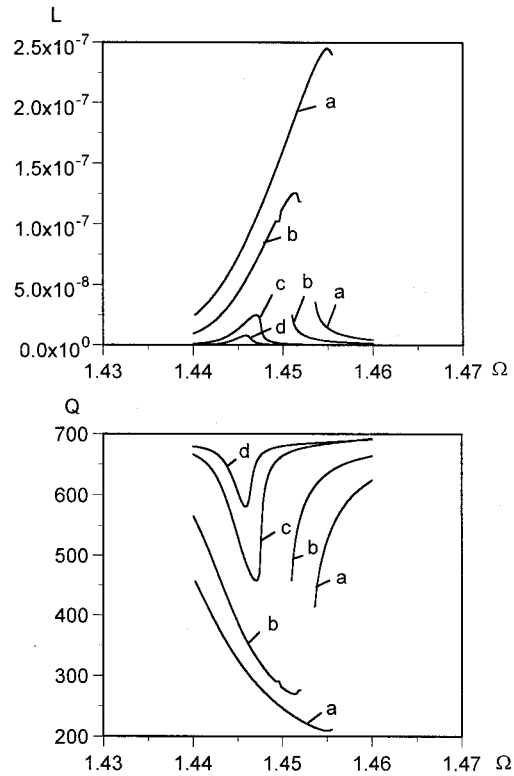 L
2.5x10⁻⁷
2.0x10⁻⁷
1.5x10⁻⁷
1.0x10⁻⁷
5.0x10⁻⁸
0.0x10⁰
a
b
c
d
b
a
1.43 1.44 1.45 1.46 1.47 Ω
Q
700
600
500
400
300
200
d
c
b
a
b
a
1.43 1.44 1.45 1.46 1.47 Ω